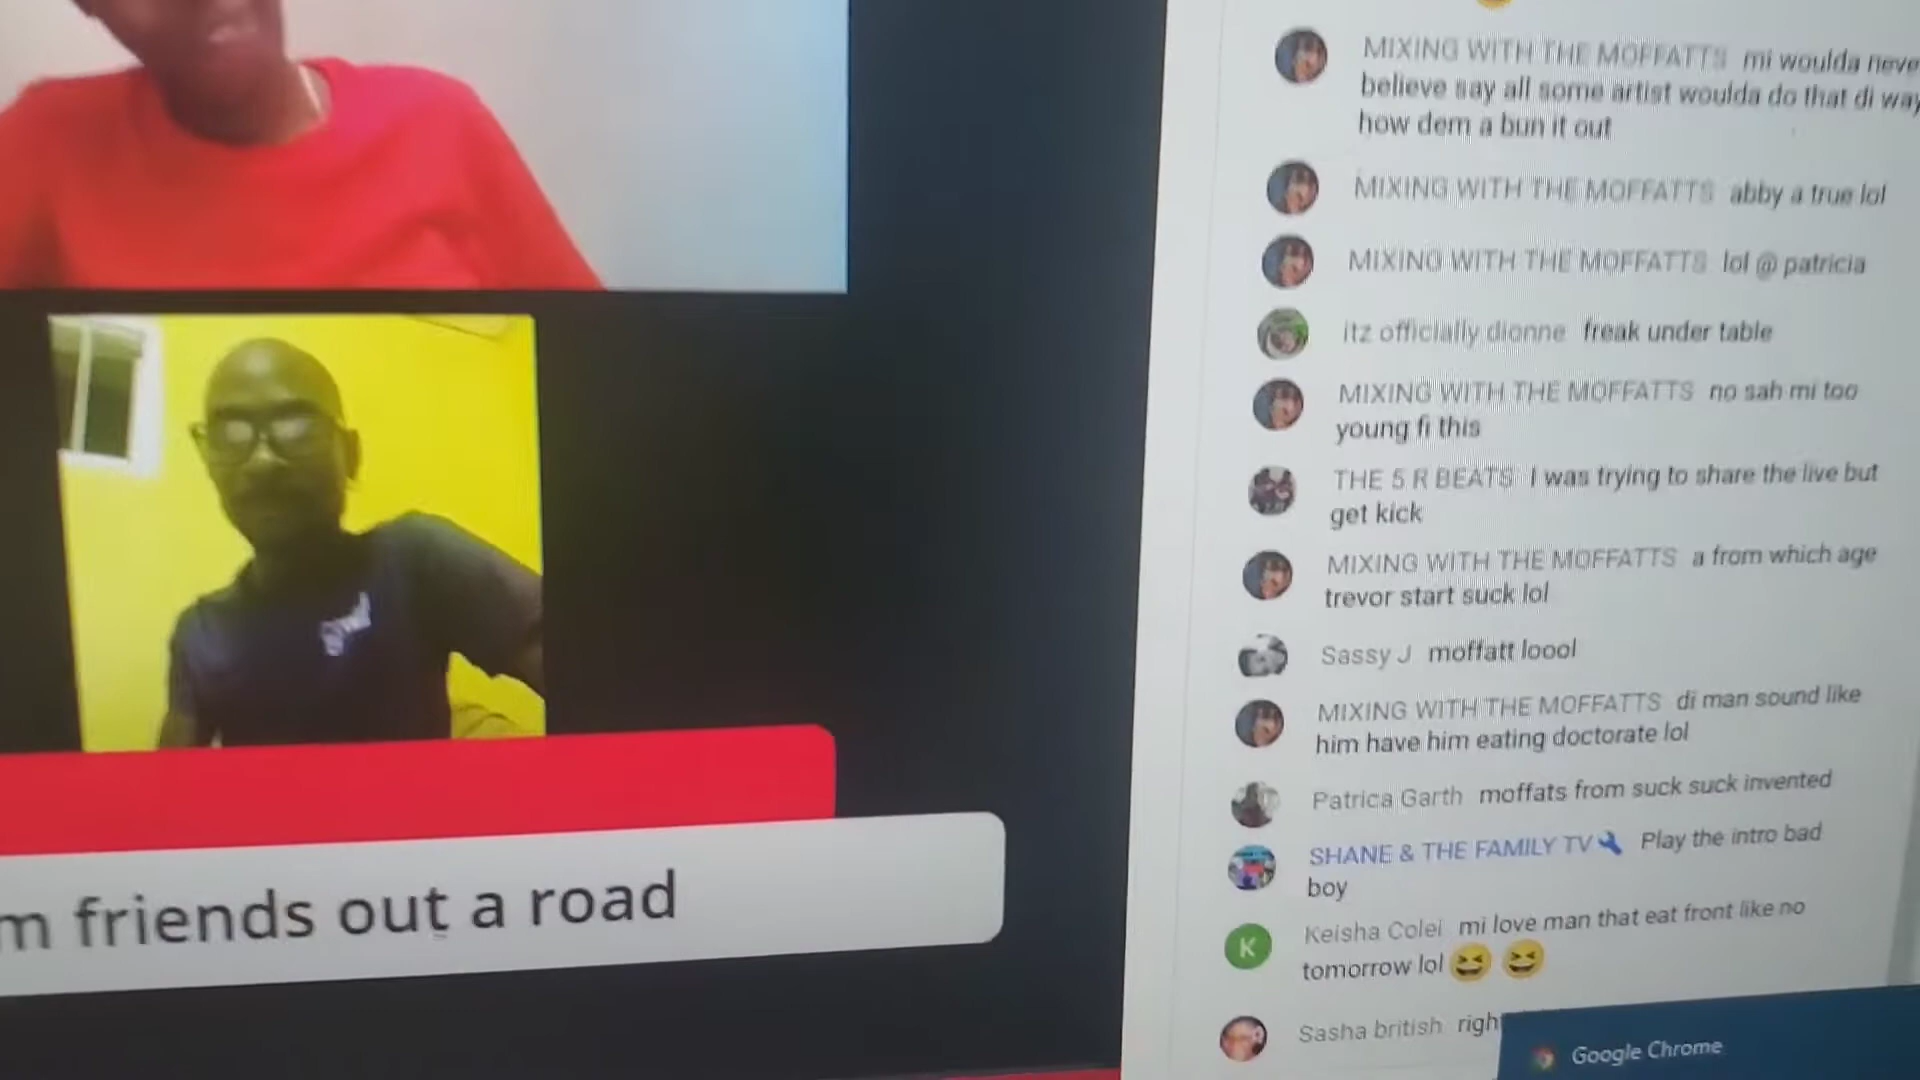 MIXING WITH THE MOFFATTS mi woulda neve
believe say all some artist woulda do that di way
how dem a bun it out
MIXING WITH THE MOFFATTS abby a true lol
MIXING WITH THE MOFFATTS lol @ patricia
itz officially dionne freak under table
MIXING WITH THE MOFFATTS no sah mi too
young fi this
THE 5 R BEATS I was trying to share the live but
get kick
MIXING WITH THE MOFFATTS a from which age
trevor start suck lol
Sassy J moffatt loool
MIXING WITH THE MOFFATTS di man sound like
him have him eating doctorate lol
Patrica Garth moffats from suck suck invented
SHANE & THE FAMILY TV Play the intro bad
boy
K
Keisha Colei mi love man that eat front like no
tomorrow lol 😆 😆
Sasha british righ
Google Chrome
m friends out a road